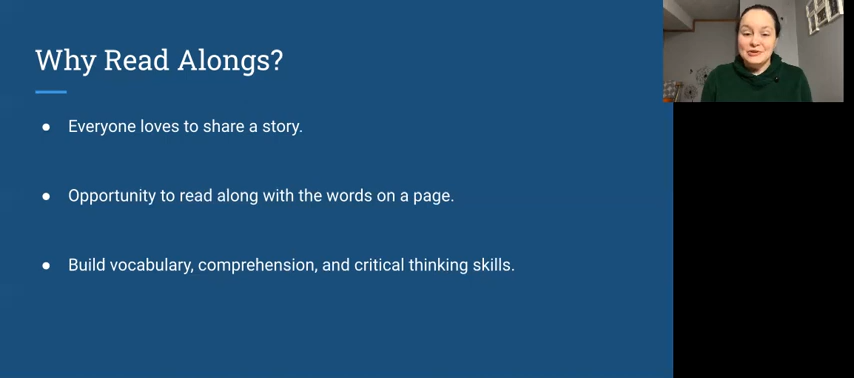 Why Read Alongs?
● Everyone loves to share a story.
● Opportunity to read along with the words on a page.
● Build vocabulary, comprehension, and critical thinking skills.